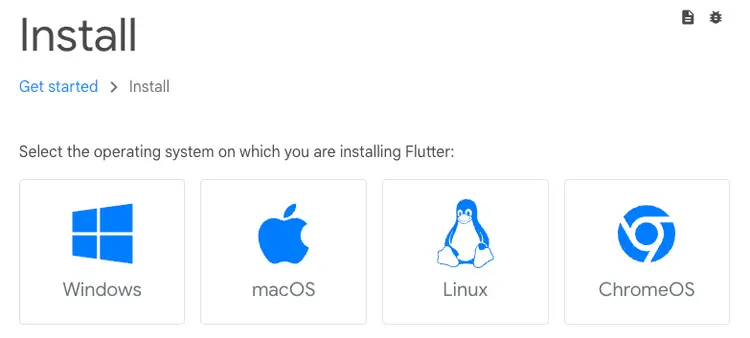 Install
Get started > Install
Select the operating system on which you are installing Flutter:
Windows macOS Linux ChromeOS